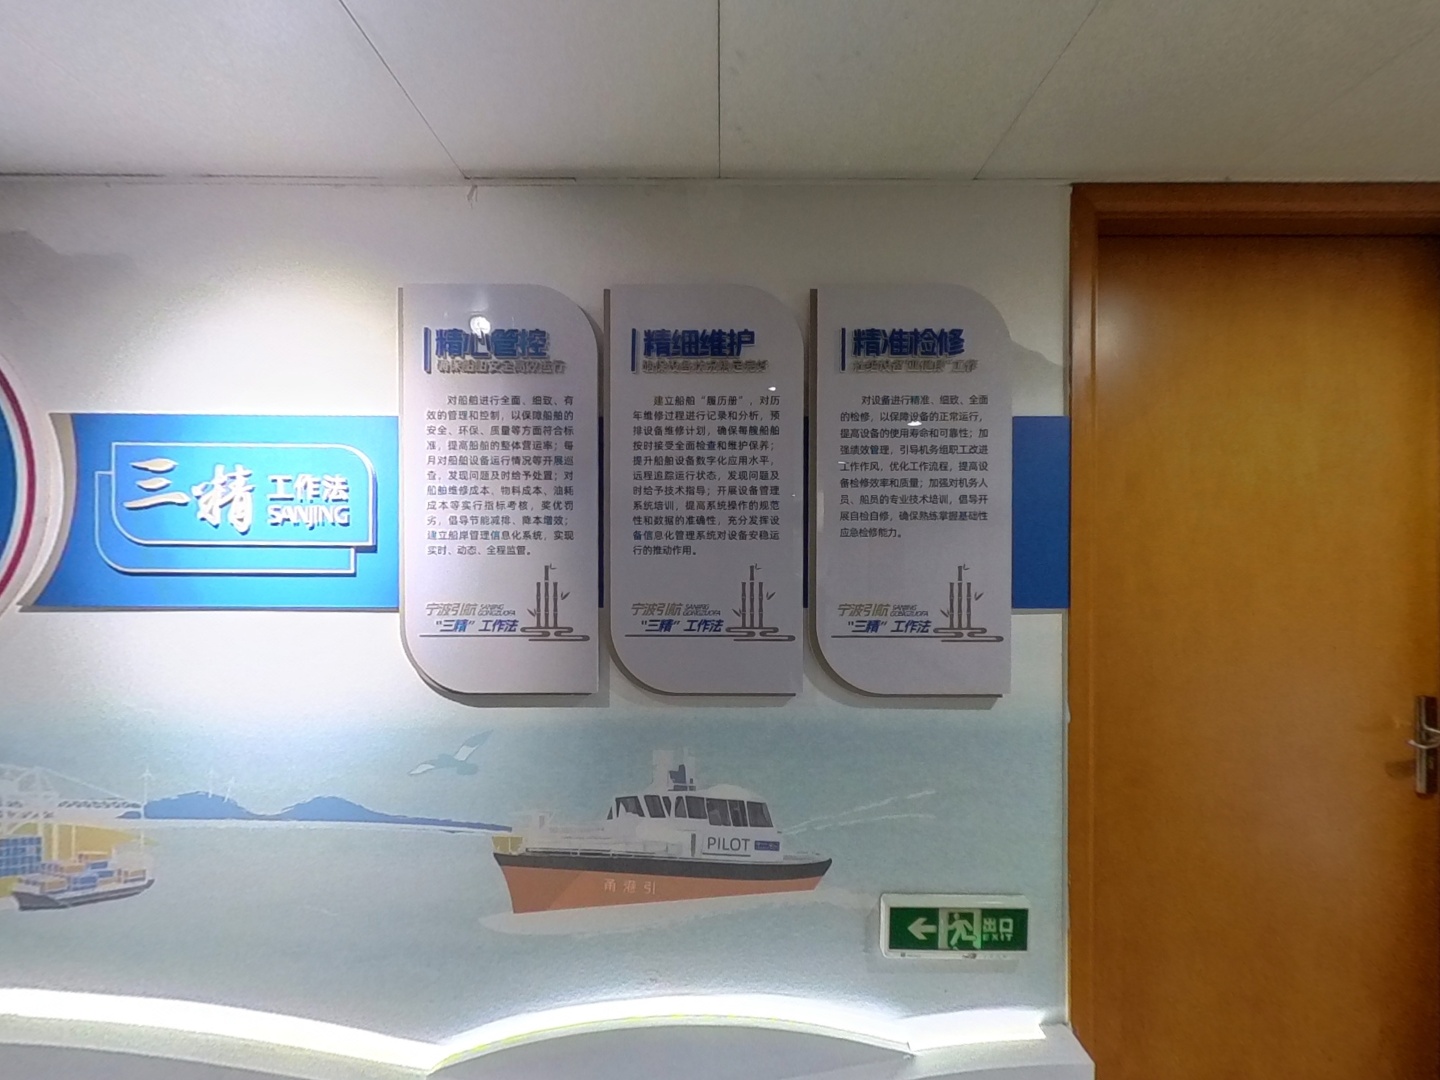 三精
工作法
SANJING
精心管控
确保船舶安全高效运行
对船舶进行全面、细致、有
效的管理和控制，以保障船舶的
安全、环保、质量等方面符合标
准，提高船舶的整体营运率；每
月对船舶设备运行情况等开展巡
查，发现问题及时给予处置；对
船舶维修成本、物料成本、油耗
成本等实行指标考核，奖优罚
劣，倡导节能减排、降本增效；
建立船岸管理信息化系统，实现
实时、动态、全程监管。
宁波引航 SANJING GONGZUOFA
“三精”工作法
精细维护
建立船舶“履历册”，对历
年维修过程进行记录和分析，预
排设备维修计划，确保每艘船舶
按时接受全面检查和维护保养；
提升船舶设备数字化应用水平，
远程追踪运行状态，发现问题及
时给予技术指导；开展设备管理
系统培训，提高系统操作的规范
性和数据的准确性，充分发挥设
备信息化管理系统对设备安稳运
行的推动作用。
宁波引航 SANJING GONGZUOFA
“三精”工作法
精准检修
对设备进行精准、细致、全面
的检修，以保障设备的正常运行，
提高设备的使用寿命和可靠性；加
强绩效管理，引导机务组职工改进
工作作风，优化工作流程，提高设
备检修效率和质量；加强对机务人
员、船员的专业技术培训，倡导开
展自检自修，确保熟练掌握基础性
应急检修能力。
宁波引航 SANJING GONGZUOFA
“三精”工作法
PILOT
甬港引
出口
EXIT